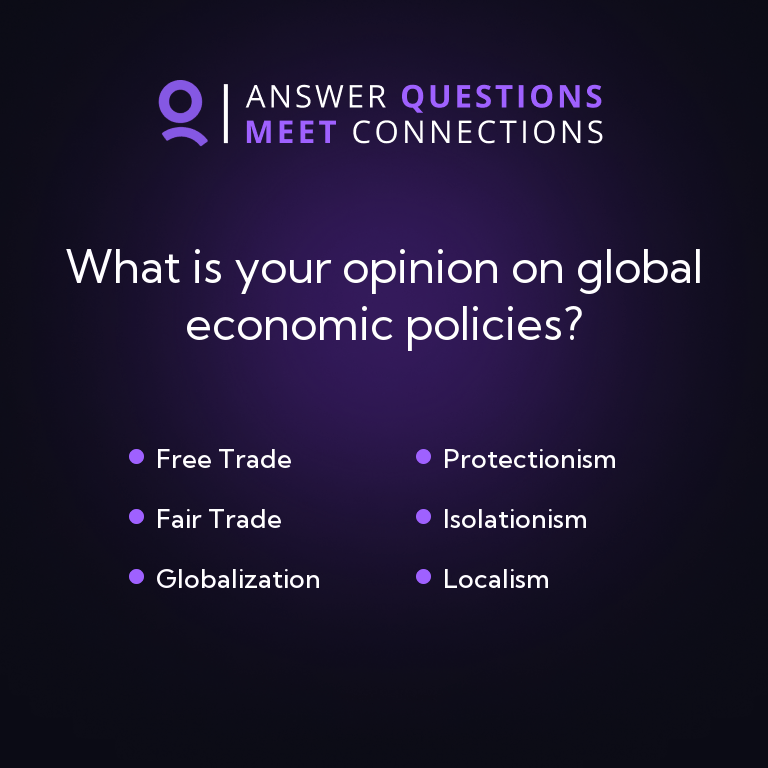 ANSWER QUESTIONS
MEET CONNECTIONS
What is your opinion on global
economic policies?
Free Trade
Fair Trade
Globalization
Protectionism
Isolationism
Localism